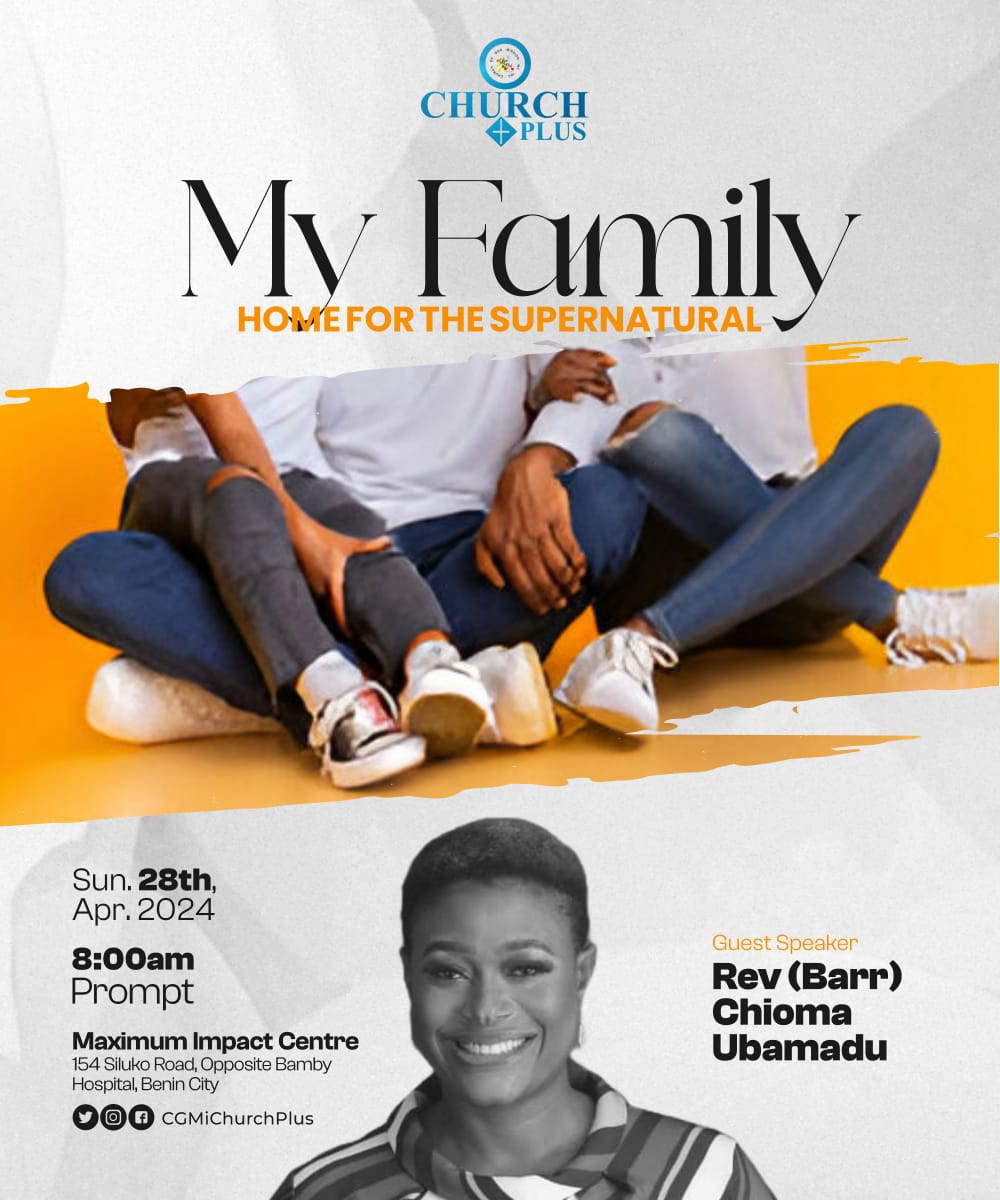 CHURCH
PLUS
My Family
HOME FOR THE SUPERNATURAL
Sun. 28th,
Apr. 2024
8:00am
Prompt
Maximum Impact Centre
154 Siluko Road, Opposite Bamby
Hospital, Benin City
CGMiChurchPlus
Guest Speaker
Rev (Barr)
Chioma
Ubamadu